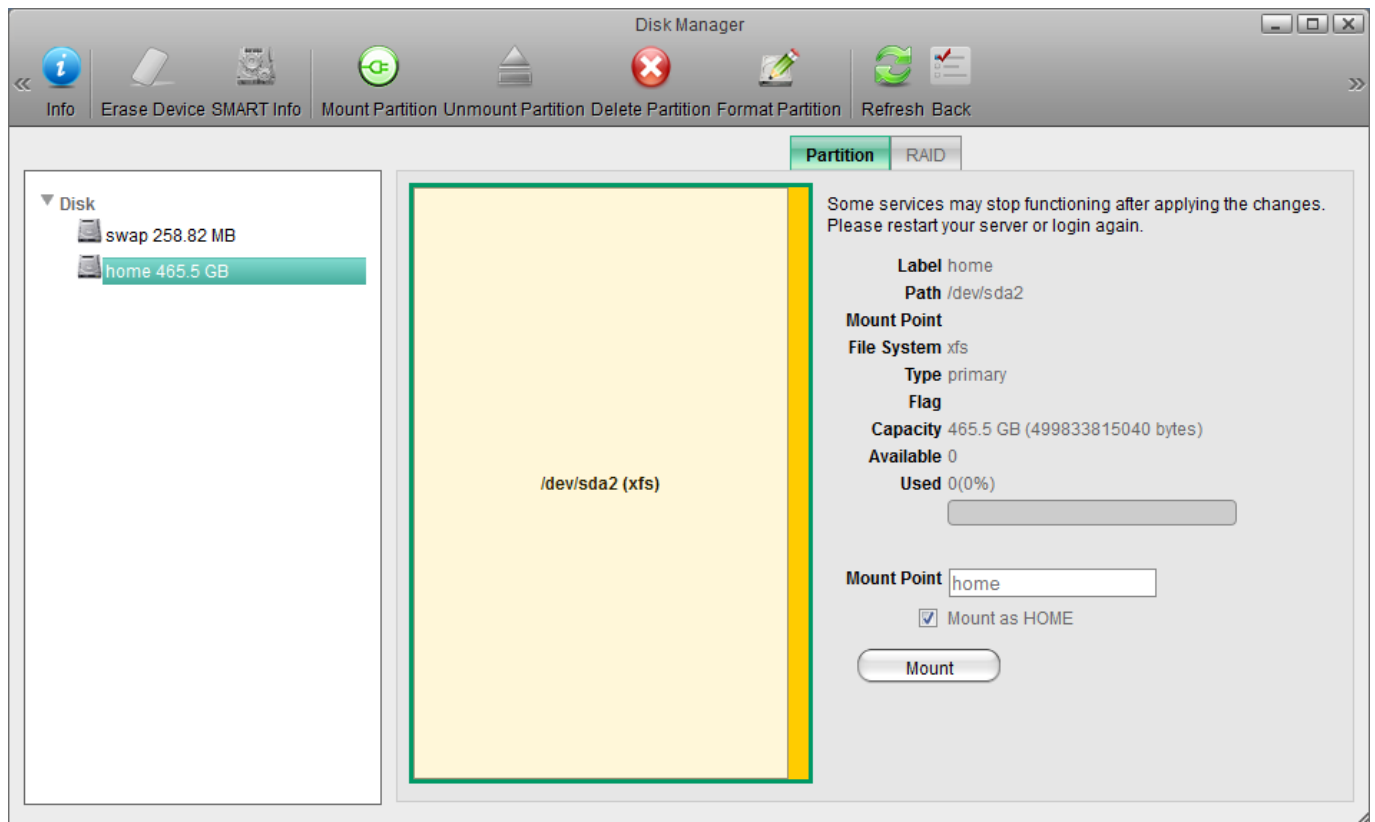 Disk Manager
Info Erase Device SMART Info Mount Partition Unmount Partition Delete Partition Format Partition Refresh Back
Partition RAID
Disk
swap 258.82 MB
home 465.5 GB
/dev/sda2 (xfs)
Some services may stop functioning after applying the changes.
Please restart your server or login again.
Label home
Path /dev/sda2
Mount Point
File System xfs
Type primary
Flag
Capacity 465.5 GB (499833815040 bytes)
Available 0
Used 0(0%)
Mount Point home
Mount as HOME
Mount